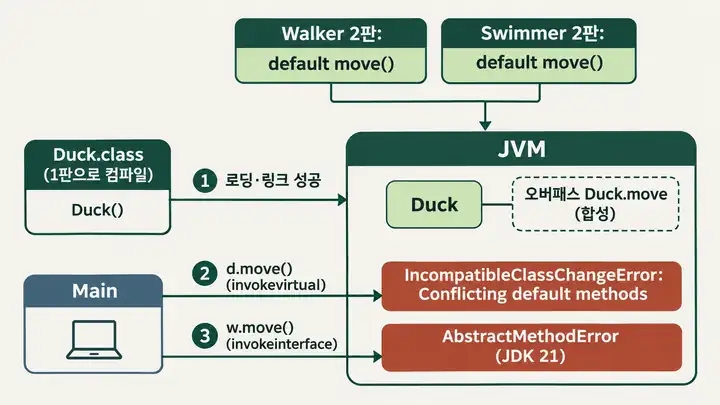 Walker 2판:
default move()
Swimmer 2판:
default move()
Duck.class
(1판으로 컴파일)
Duck()
1 로딩·링크 성공
JVM
Duck
오버패스 Duck.move
(합성)
Main
2 d.move()
(invokevirtual)
IncompatibleClassChangeError:
Conflicting default methods
3 w.move()
(invokeinterface)
AbstractMethodError
(JDK 21)